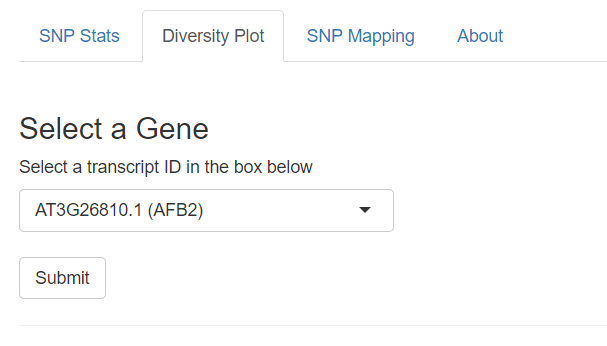 SNP Stats Diversity Plot SNP Mapping About
Select a Gene
Select a transcript ID in the box below
AT3G26810.1 (AFB2)
Submit